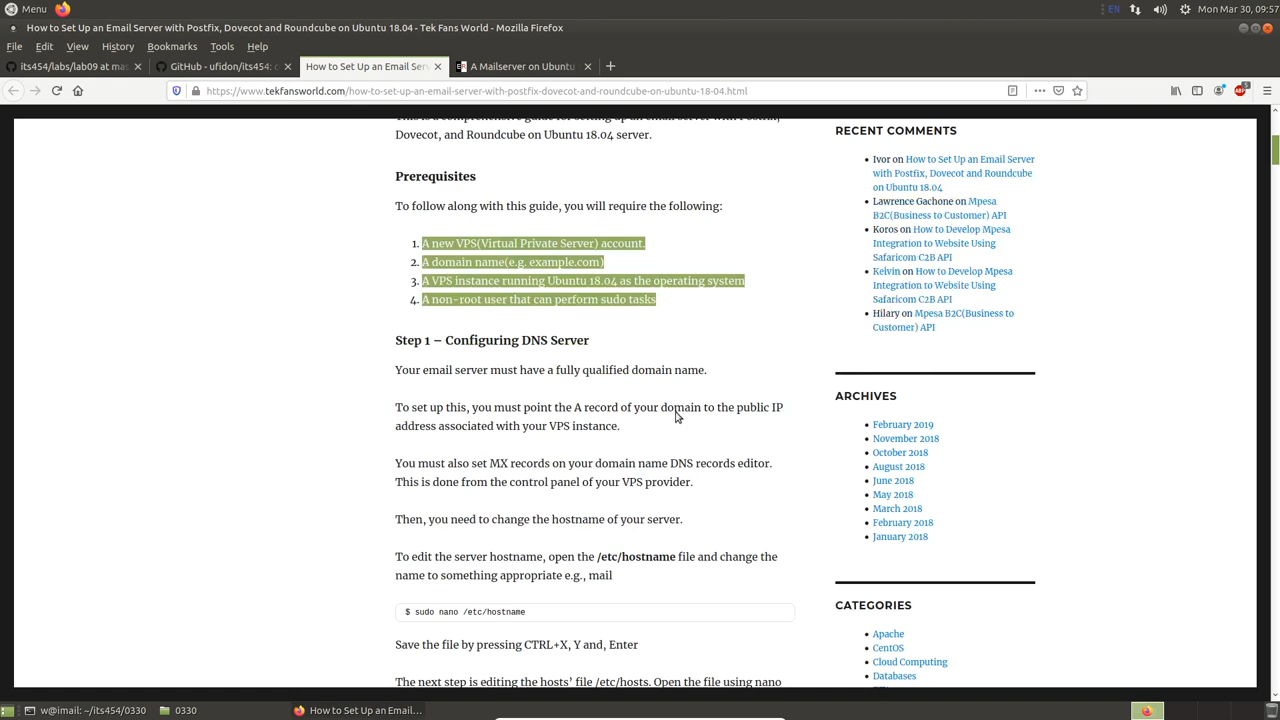 Menu
EN
Mon Mar 30, 09:57
How to Set Up an Email Server with Postfix, Dovecot and Roundcube on Ubuntu 18.04 - Tek Fans World - Mozilla Firefox
File Edit View History Bookmarks Tools Help
its454/labs/lab09 at mas
GitHub - ufidon/its454: c
How to Set Up an Email Serv
A Mailserver on Ubuntu
https://www.tekfansworld.com/how-to-set-up-an-email-server-with-postfix-dovecot-and-roundcube-on-ubuntu-18-04.html
Dovecot, and Roundcube on Ubuntu 18.04 server.
Prerequisites
To follow along with this guide, you will require the following:
1. A new VPS(Virtual Private Server) account.
2. A domain name(e.g. example.com)
3. A VPS instance running Ubuntu 18.04 as the operating system
4. A non-root user that can perform sudo tasks
Step 1 – Configuring DNS Server
Your email server must have a fully qualified domain name.
To set up this, you must point the A record of your domain to the public IP
address associated with your VPS instance.
You must also set MX records on your domain name DNS records editor.
This is done from the control panel of your VPS provider.
Then, you need to change the hostname of your server.
To edit the server hostname, open the /etc/hostname file and change the
name to something appropriate e.g., mail
$ sudo nano /etc/hostname
Save the file by pressing CTRL+X, Y and, Enter
The next step is editing the hosts’ file /etc/hosts. Open the file using nano
RECENT COMMENTS
Ivor on How to Set Up an Email Server
with Postfix, Dovecot and Roundcube
on Ubuntu 18.04
Lawrence Gachone on Mpesa
B2C(Business to Customer) API
Koros on How to Develop Mpesa
Integration to Website Using
Safaricom C2B API
Kelvin on How to Develop Mpesa
Integration to Website Using
Safaricom C2B API
Hilary on Mpesa B2C(Business to
Customer) API
ARCHIVES
February 2019
November 2018
October 2018
August 2018
June 2018
May 2018
March 2018
February 2018
January 2018
CATEGORIES
Apache
CentOS
Cloud Computing
Databases
w@imail: ~/its454/0330
0330
How to Set Up an Email...